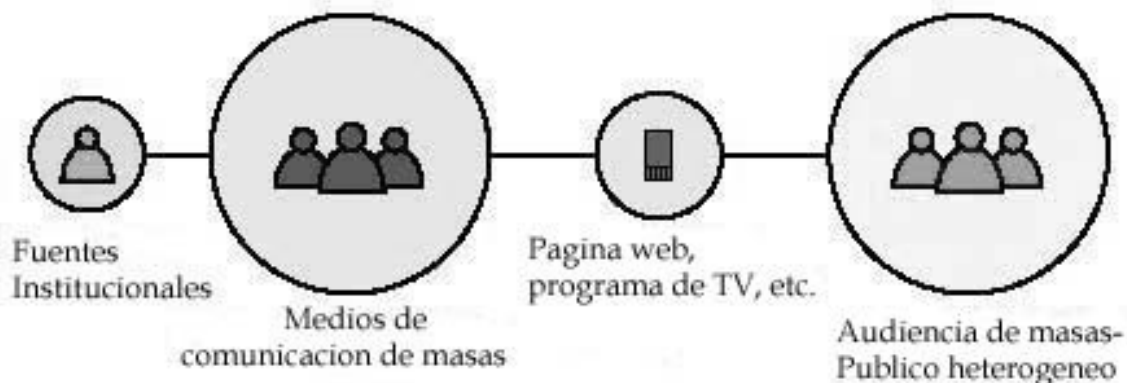 Fuentes
Institucionales
Medios de
comunicacion de masas
Pagina web,
programa de TV, etc.
Audiencia de masas-
Publico heterogeneo